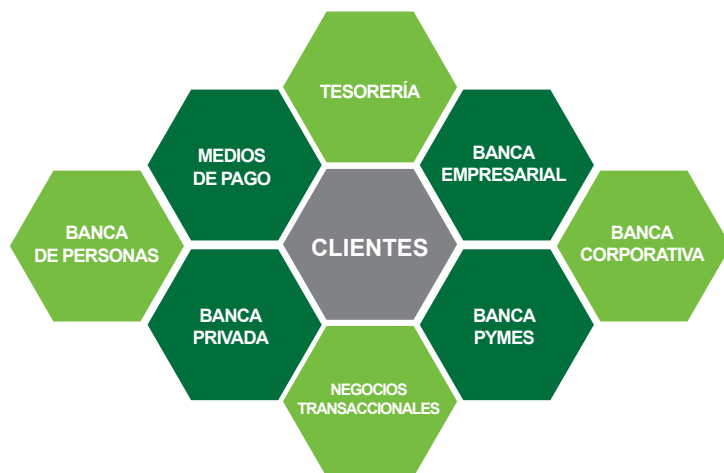 TESORERÍA
MEDIOS
DE PAGO
BANCA
EMPRESARIAL
BANCA
DE PERSONAS
CLIENTES
BANCA
CORPORATIVA
BANCA
PRIVADA
BANCA
PYMES
NEGOCIOS
TRANSACCIONALES